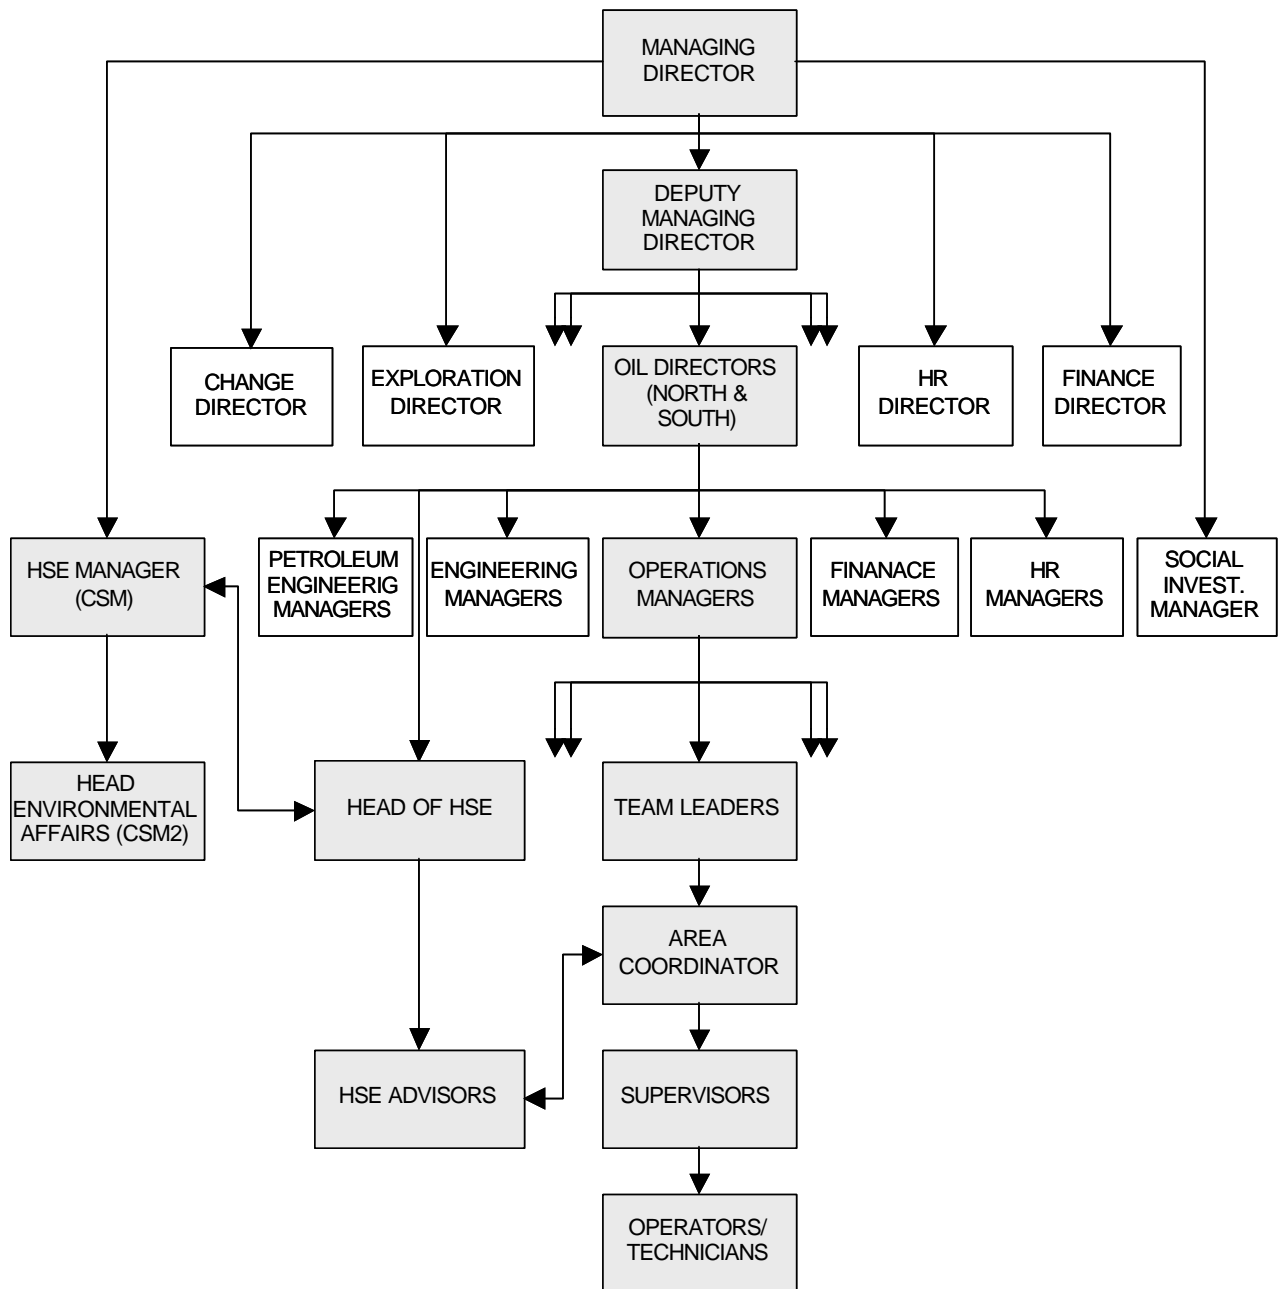 MANAGING
DIRECTOR
DEPUTY
MANAGING
DIRECTOR
CHANGE
DIRECTOR
EXPLORATION
DIRECTOR
OIL DIRECTORS
(NORTH &
SOUTH)
HR
DIRECTOR
FINANCE
DIRECTOR
HSE MANAGER
(CSM)
PETROLEUM
ENGINEERIG
MANAGERS
ENGINEERING
MANAGERS
OPERATIONS
MANAGERS
FINANACE
MANAGERS
HR
MANAGERS
SOCIAL
INVEST.
MANAGER
HEAD
ENVIRONMENTAL
AFFAIRS (CSM2)
HEAD OF HSE
TEAM LEADERS
AREA
COORDINATOR
HSE ADVISORS
SUPERVISORS
OPERATORS/
TECHNICIANS